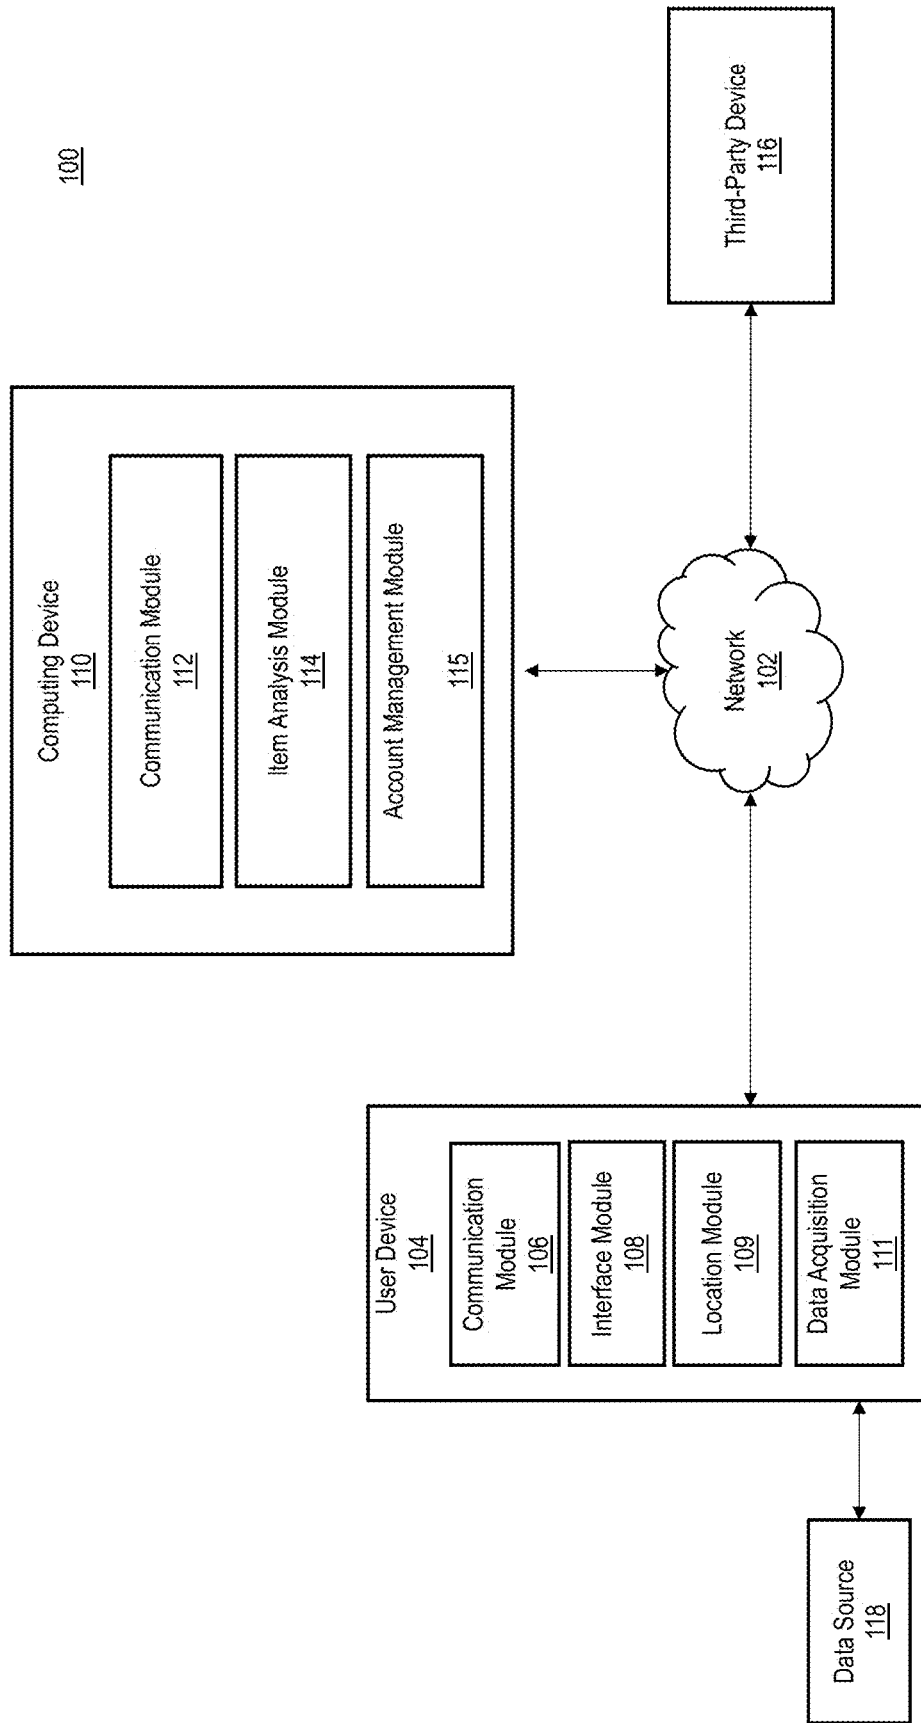 100
Computing Device
110
Communication Module
112
Item Analysis Module
114
Account Management Module
115
User Device
104
Communication
Module
106
Interface Module
108
Location Module
109
Data Acquisition
Module
111
Network
102
Third-Party Device
116
Data Source
118